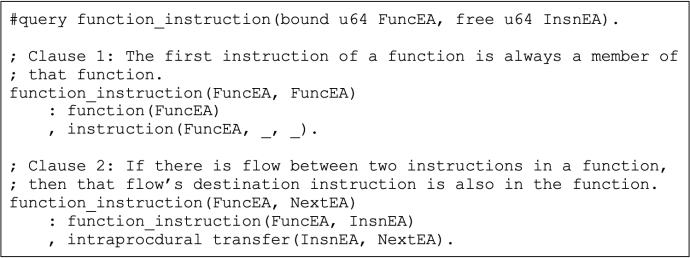 #query function_instruction(bound u64 FuncEA, free u64 InsnEA).
; Clause 1: The first instruction of a function is always a member of
; that function.
function_instruction(FuncEA, FuncEA)
: function(FuncEA)
, instruction(FuncEA, _, _).
; Clause 2: If there is flow between two instructions in a function,
; then that flow's destination instruction is also in the function.
function_instruction(FuncEA, NextEA)
: function_instruction(FuncEA, InsnEA)
, intraprocdural transfer(InsnEA, NextEA).